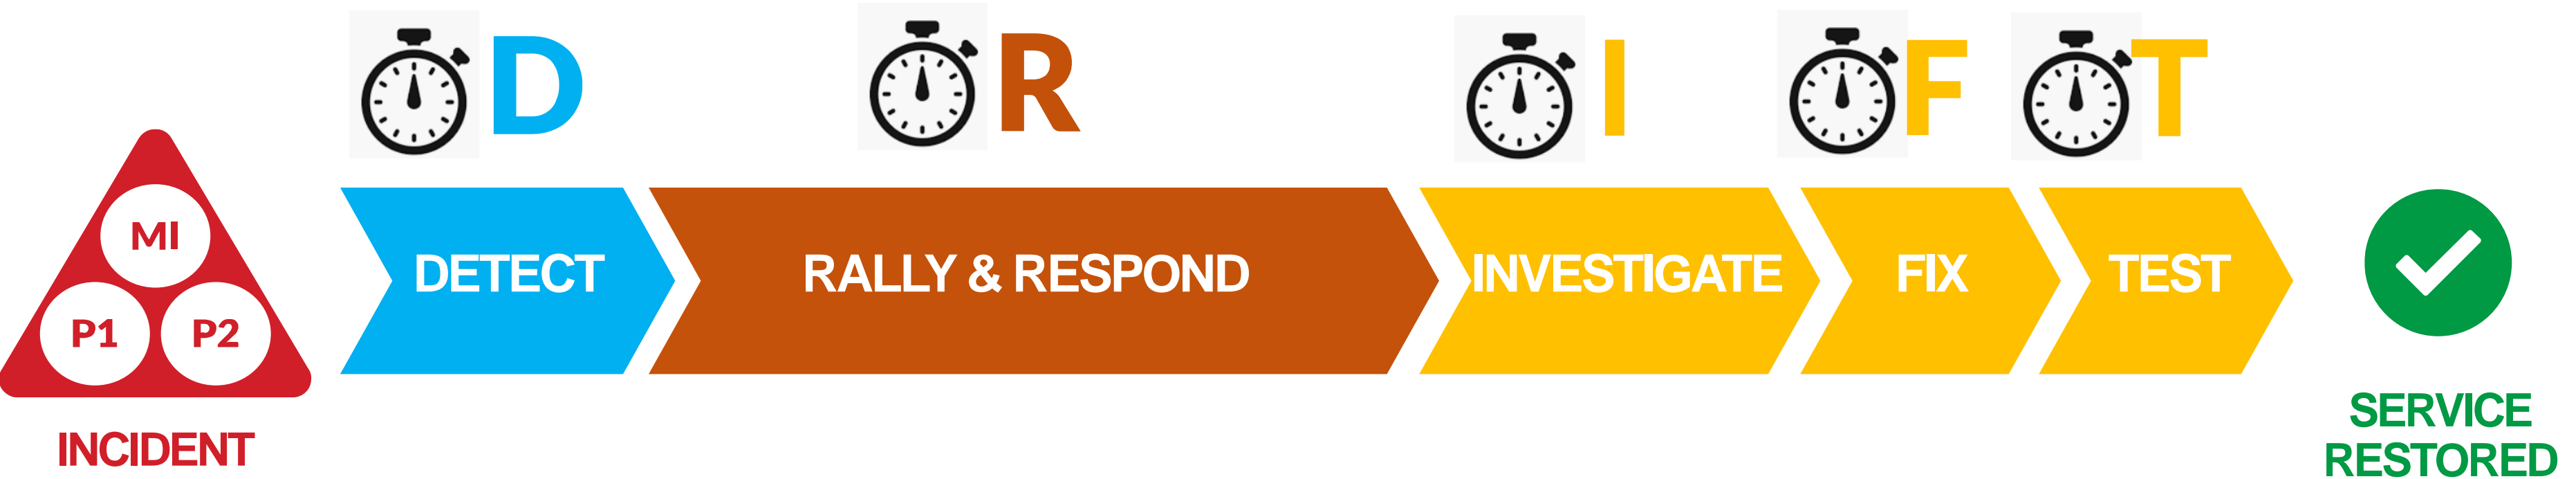 D
R
I
F
T
MI
P1
P2
INCIDENT
DETECT
RALLY & RESPOND
INVESTIGATE
FIX
TEST
SERVICE
RESTORED